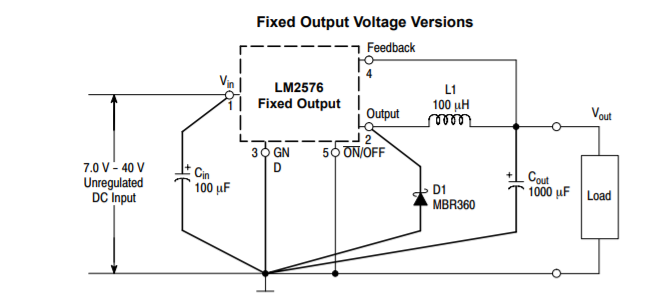 Fixed Output Voltage Versions
Feedback
4
Vin
1
LM2576
Fixed Output
Output
2
L1
100 µH
Vout
3
GN
D
5
O̅N̅/OFF
7.0 V - 40 V
Unregulated
DC Input
+
Cin
100 µF
D1
MBR360
+
Cout
1000 µF
Load